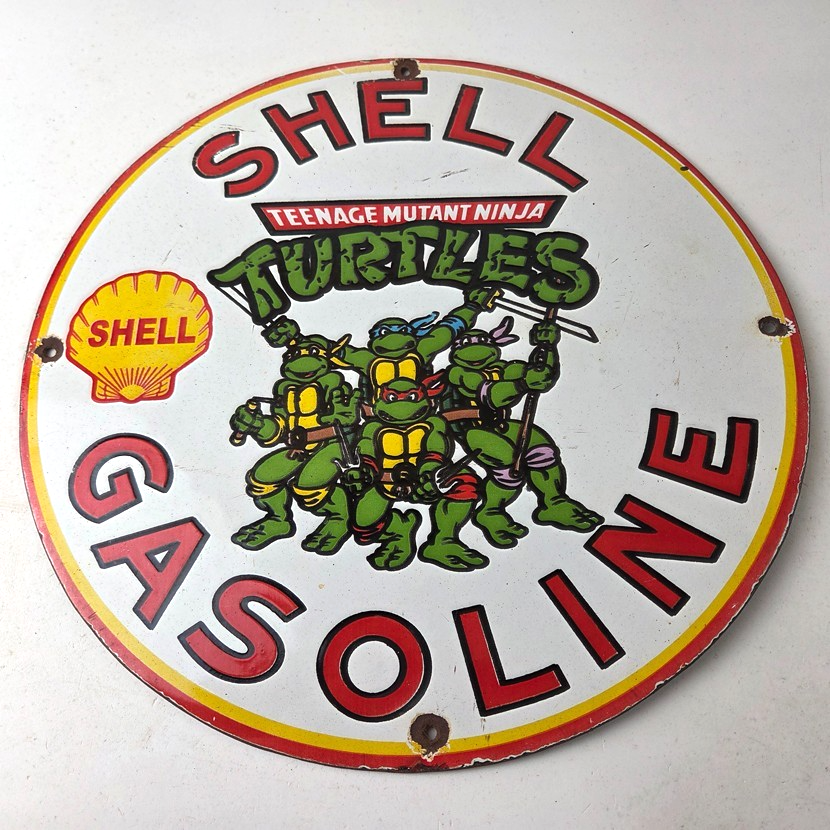 SHELL
TEENAGE MUTANT NINJA
TURTLES
SHELL
GASOLINE